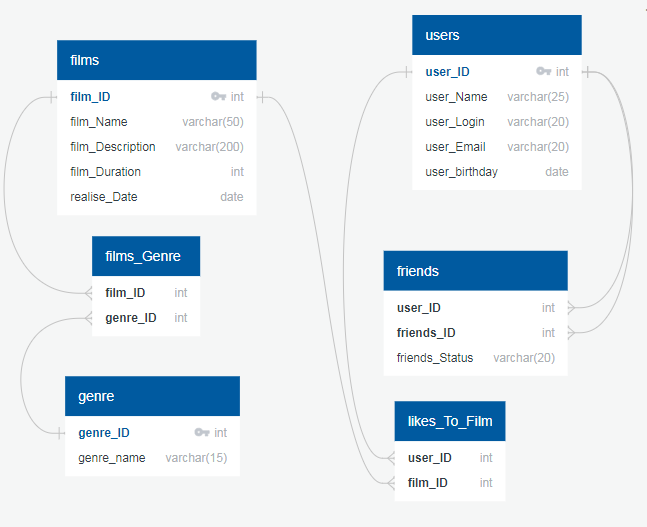 films
film_ID int
film_Name varchar(50)
film_Description varchar(200)
film_Duration int
realise_Date date
films_Genre
film_ID int
genre_ID int
genre
genre_ID int
genre_name varchar(15)
users
user_ID int
user_Name varchar(25)
user_Login varchar(20)
user_Email varchar(20)
user_birthday date
friends
user_ID int
friends_ID int
friends_Status varchar(20)
likes_To_Film
user_ID int
film_ID int